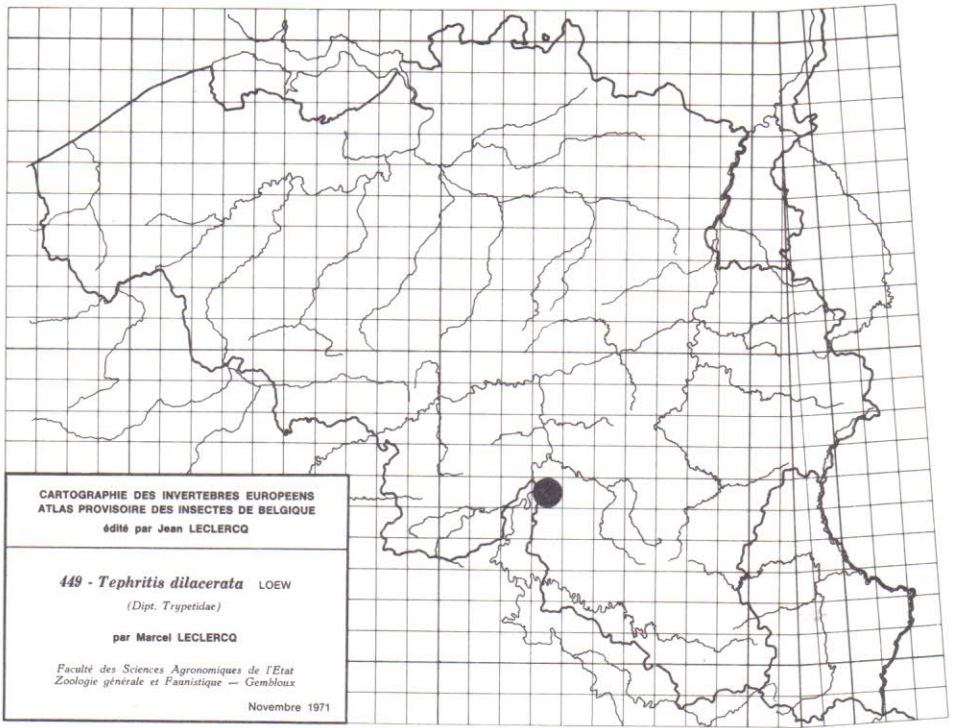 CARTOGRAPHIE DES INVERTEBRES EUROPEENS
ATLAS PROVISOIRE DES INSECTES DE BELGIQUE
édité par Jean LECLERCQ
449 - Tephritis dilacerata LOEW
(Dipt. Trypetidae)
par Marcel LECLERCQ
Faculté des Sciences Agronomiques de l'Etat
Zoologie générale et Faunistique — Gembloux
Novembre 1971